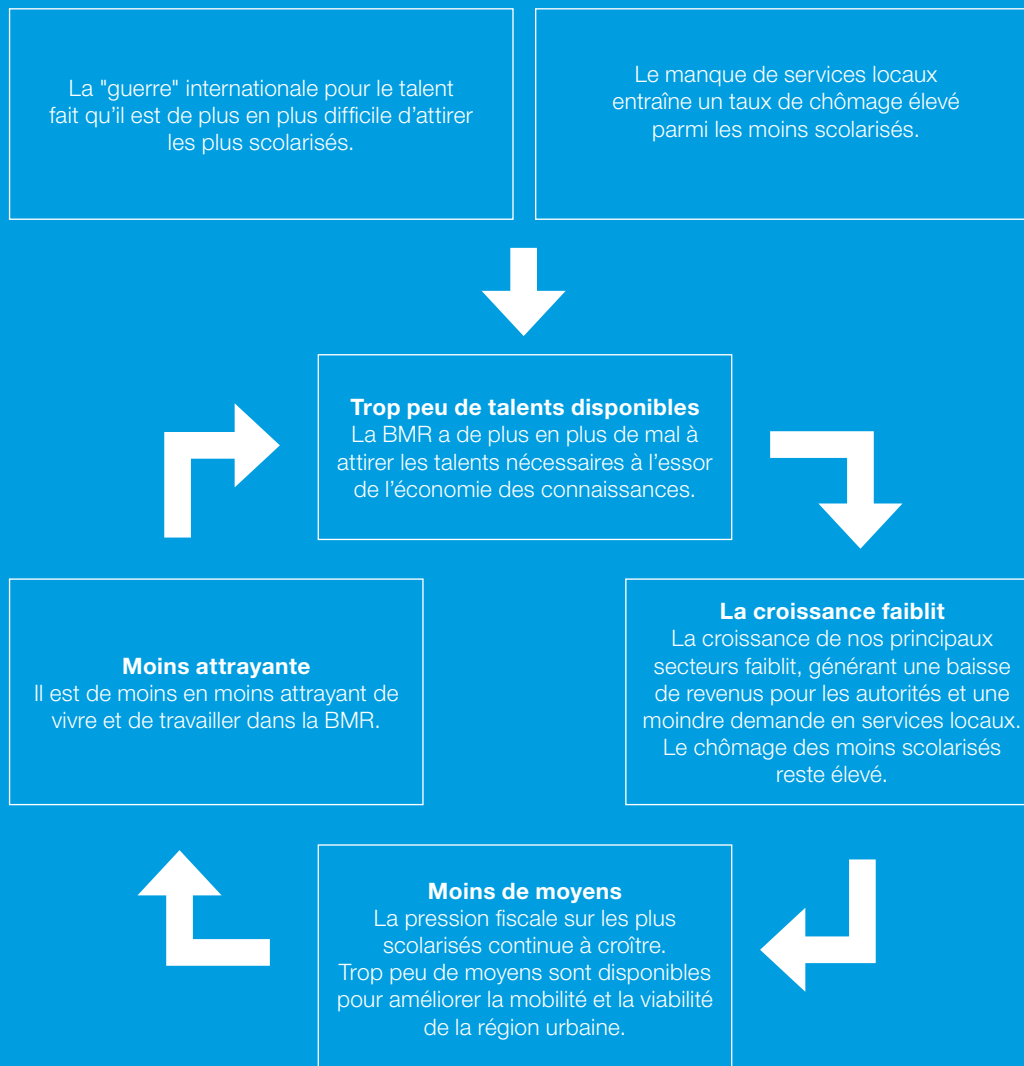 La "guerre" internationale pour le talent
fait qu'il est de plus en plus difficile d'attirer
les plus scolarisés.
Le manque de services locaux
entraîne un taux de chômage élevé
parmi les moins scolarisés.
Trop peu de talents disponibles
La BMR a de plus en plus de mal à
attirer les talents nécessaires à l'essor
de l'économie des connaissances.
La croissance faiblit
La croissance de nos principaux
secteurs faiblit, générant une baisse
de revenus pour les autorités et une
moindre demande en services locaux.
Le chômage des moins scolarisés
reste élevé.
Moins de moyens
La pression fiscale sur les plus
scolarisés continue à croître.
Trop peu de moyens sont disponibles
pour améliorer la mobilité et la viabilité
de la région urbaine.
Moins attrayante
Il est de moins en moins attrayant de
vivre et de travailler dans la BMR.